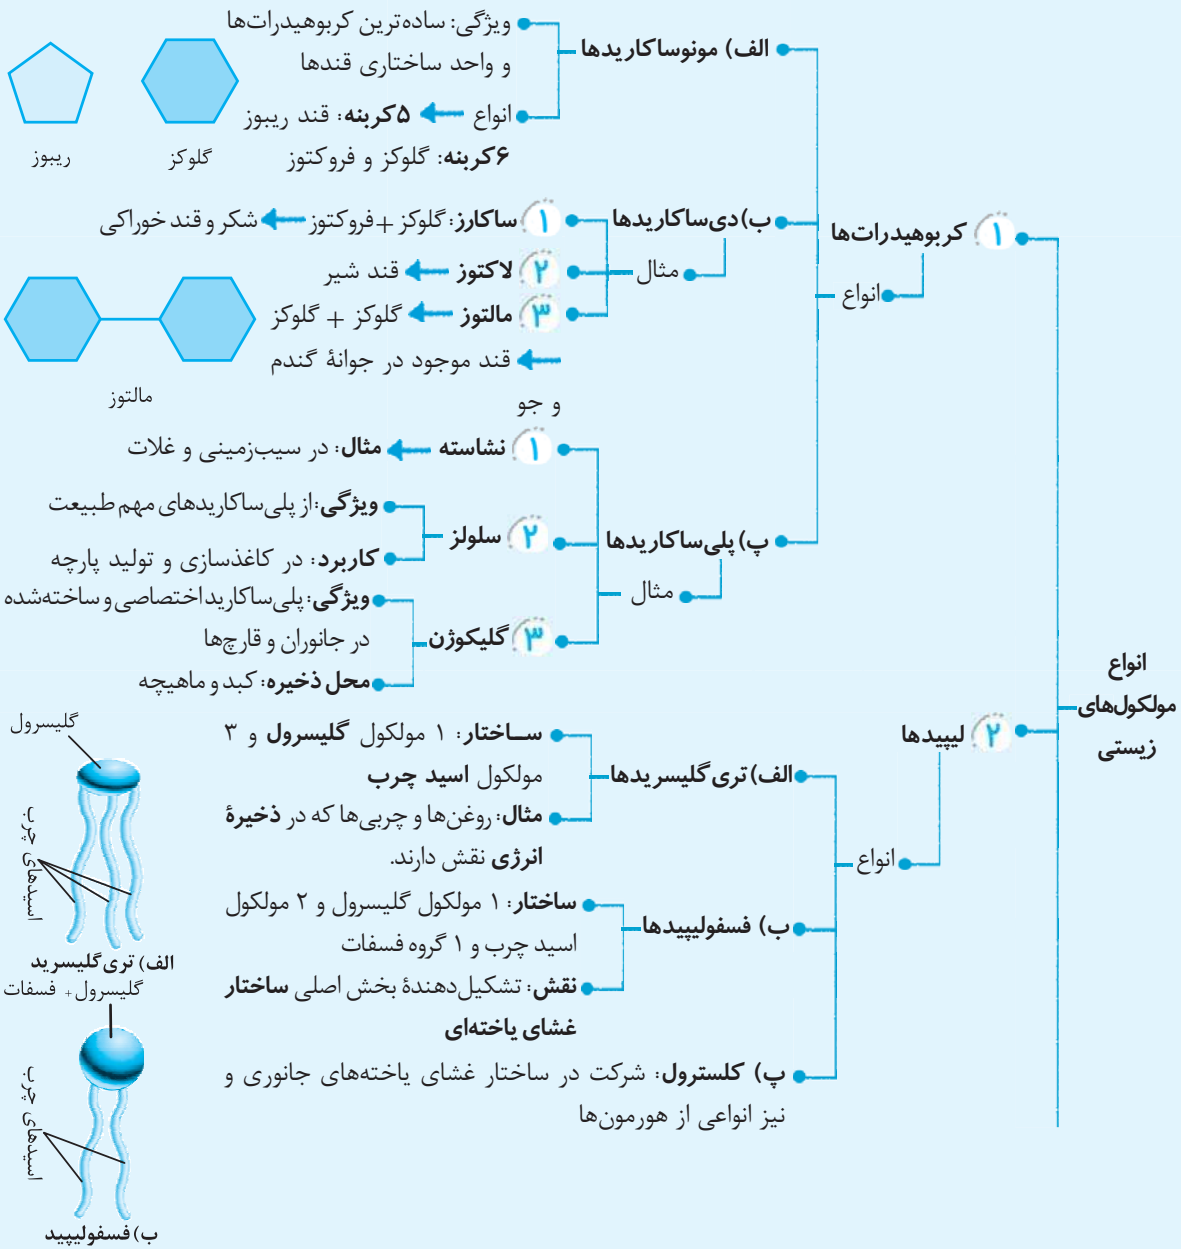 انواع
مولکول‌های
زیستی
۱ کربوهیدرات‌ها
انواع
الف) مونوساکاریدها
ویژگی: ساده‌ترین کربوهیدرات‌ها
و واحد ساختاری قندها
انواع ۵کربنه: قند ریبوز
۶کربنه: گلوکز و فروکتوز
گلوکز
ریبوز
ب) دی‌ساکاریدها
مثال
۱ ساکارز: گلوکز + فروکتوز شکر و قند خوراکی
۲ لاکتوز قند شیر
۳ مالتوز گلوکز + گلوکز
قند موجود در جوانهٔ گندم
و جو
مالتوز
پ) پلی‌ساکاریدها
مثال
۱ نشاسته مثال: در سیب‌زمینی و غلات
۲ سلولز
ویژگی: از پلی‌ساکاریدهای مهم طبیعت
کاربرد: در کاغذسازی و تولید پارچه
۳ گلیکوژن
ویژگی: پلی‌ساکارید اختصاصی و ساخته‌شده
در جانوران و قارچ‌ها
محل ذخیره: کبد و ماهیچه
۲ لیپیدها
انواع
الف) تری‌گلیسریدها
ساختار: ۱ مولکول گلیسرول و ۳
مولکول اسید چرب
مثال: روغن‌ها و چربی‌ها که در ذخیرهٔ
انرژی نقش دارند.
ب) فسفولیپیدها
ساختار: ۱ مولکول گلیسرول و ۲ مولکول
اسید چرب و ۱ گروه فسفات
نقش: تشکیل‌دهندهٔ بخش اصلی ساختار
غشای یاخته‌ای
پ) کلسترول: شرکت در ساختار غشای یاخته‌های جانوری و
نیز انواعی از هورمون‌ها
گلیسرول
اسیدهای چرب
الف) تری‌گلیسرید
گلیسرول + فسفات
اسیدهای چرب
ب) فسفولیپید